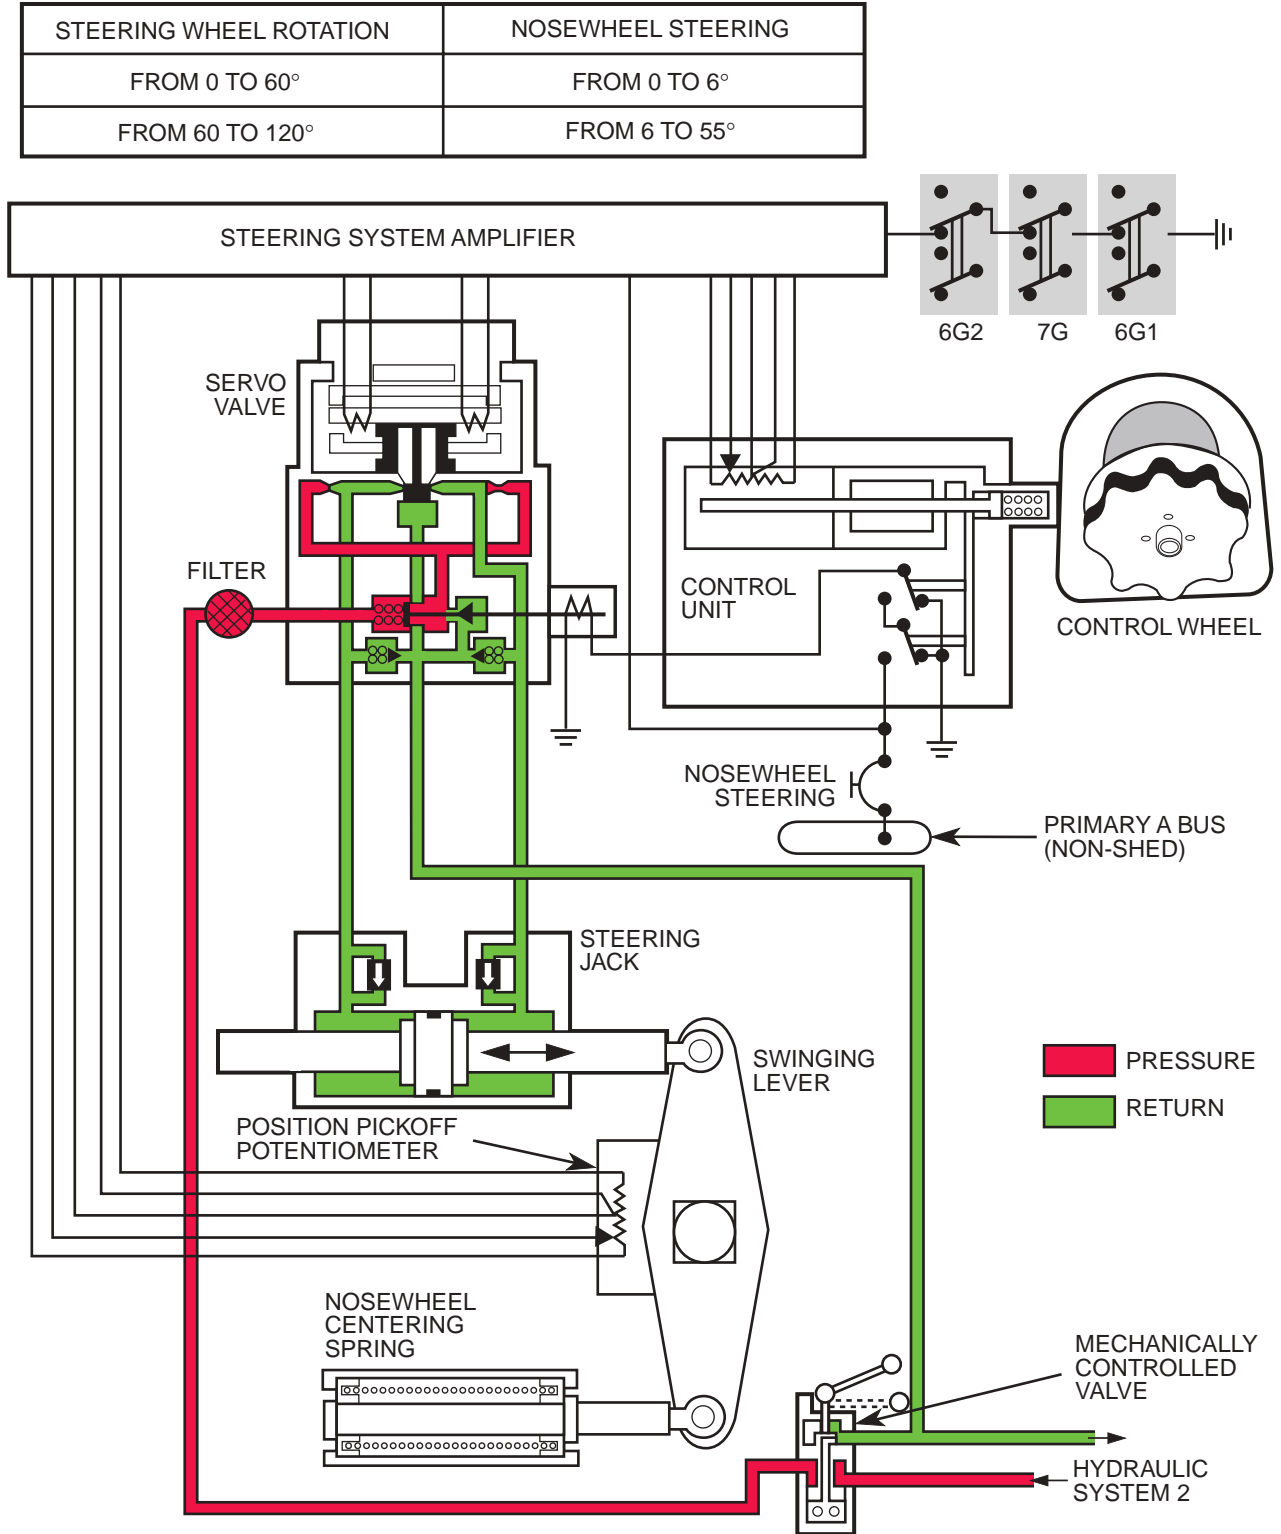 STEERING WHEEL ROTATION
NOSEWHEEL STEERING
FROM 0 TO 60°
FROM 0 TO 6°
FROM 60 TO 120°
FROM 6 TO 55°
STEERING SYSTEM AMPLIFIER
6G2
7G
6G1
SERVO
VALVE
FILTER
CONTROL
UNIT
CONTROL WHEEL
NOSEWHEEL
STEERING
PRIMARY A BUS
(NON-SHED)
STEERING
JACK
SWINGING
LEVER
PRESSURE
RETURN
POSITION PICKOFF
POTENTIOMETER
NOSEWHEEL
CENTERING
SPRING
MECHANICALLY
CONTROLLED
VALVE
HYDRAULIC
SYSTEM 2